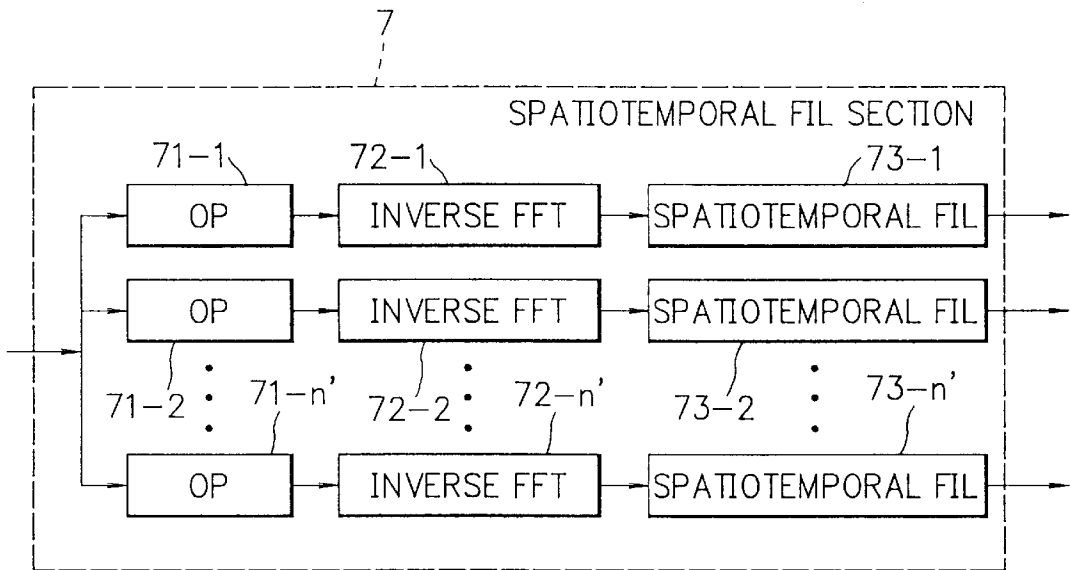 7
SPATIOTEMPORAL FIL SECTION
71-1 72-1 73-1
OP INVERSE FFT SPATIOTEMPORAL FIL
OP INVERSE FFT SPATIOTEMPORAL FIL
71-2 71-n' 72-2 72-n' 73-2 73-n'
OP INVERSE FFT SPATIOTEMPORAL FIL